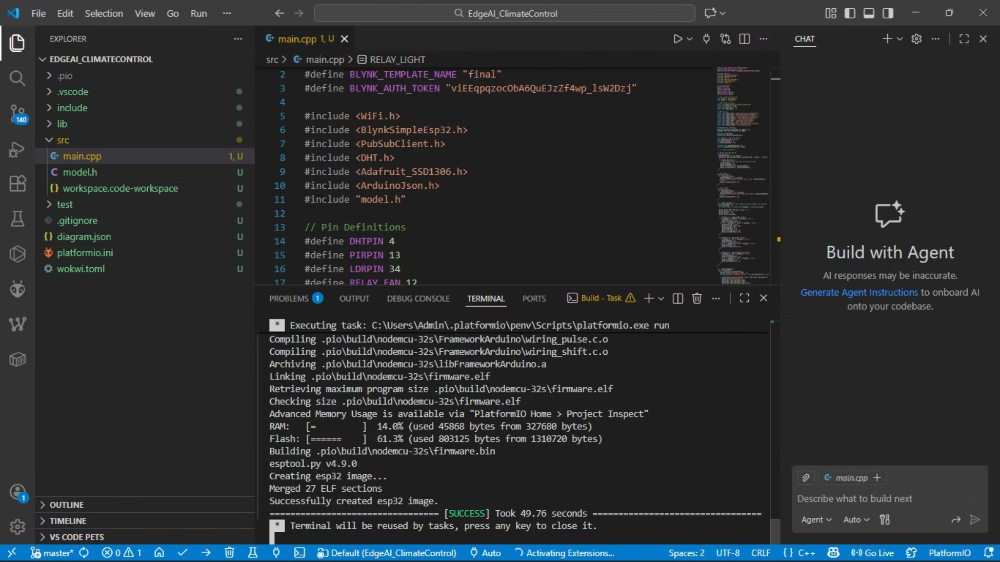 File Edit Selection View Go Run ···
EdgeAI_ClimateControl
EXPLORER ···
EDGEAI_CLIMATECONTROL
.pio
.vscode
include
lib
src
main.cpp 1, U
model.h U
workspace.code-workspace U
test
.gitignore U
diagram.json U
platformio.ini U
wokwi.toml U
OUTLINE
TIMELINE
VS CODE PETS
140
1
main.cpp 1, U
src > main.cpp > RELAY_LIGHT
2 #define BLYNK_TEMPLATE_NAME "final"
3 #define BLYNK_AUTH_TOKEN "viEEqpqzocObA6QuEJzZf4wp_lsW2Dzj"
4
5 #include <WiFi.h>
6 #include <BlynkSimpleEsp32.h>
7 #include <PubSubClient.h>
8 #include <DHT.h>
9 #include <Adafruit_SSD1306.h>
10 #include <ArduinoJson.h>
11 #include "model.h"
12
13 // Pin Definitions
14 #define DHTPIN 4
15 #define PIRPIN 13
16 #define LDRPIN 34
17 #define RELAY_FAN 12
PROBLEMS 1 OUTPUT DEBUG CONSOLE TERMINAL PORTS Build - Task
* Executing task: C:\Users\Admin\.platformio\penv\Scripts\platformio.exe run
Compiling .pio\build\nodemcu-32s\FrameworkArduino\wiring_pulse.c.o
Compiling .pio\build\nodemcu-32s\FrameworkArduino\wiring_shift.c.o
Archiving .pio\build\nodemcu-32s\libFrameworkArduino.a
Linking .pio\build\nodemcu-32s\firmware.elf
Retrieving maximum program size .pio\build\nodemcu-32s\firmware.elf
Checking size .pio\build\nodemcu-32s\firmware.elf
Advanced Memory Usage is available via "PlatformIO Home > Project Inspect"
RAM: [= ] 14.0% (used 45868 bytes from 327680 bytes)
Flash: [====== ] 61.3% (used 803125 bytes from 1310720 bytes)
Building .pio\build\nodemcu-32s\firmware.bin
esptool.py v4.9.0
Creating esp32 image...
Merged 27 ELF sections
Successfully created esp32 image.
================================= [SUCCESS] Took 49.76 seconds =================================
* Terminal will be reused by tasks, press any key to close it.
CHAT
Build with Agent
AI responses may be inaccurate.
Generate Agent Instructions to onboard AI
onto your codebase.
main.cpp +
Describe what to build next
Agent Auto
master* 0 1 Default (EdgeAI_ClimateControl) Auto Activating Extensions... Spaces: 2 UTF-8 CRLF {} C++ Go Live PlatformIO